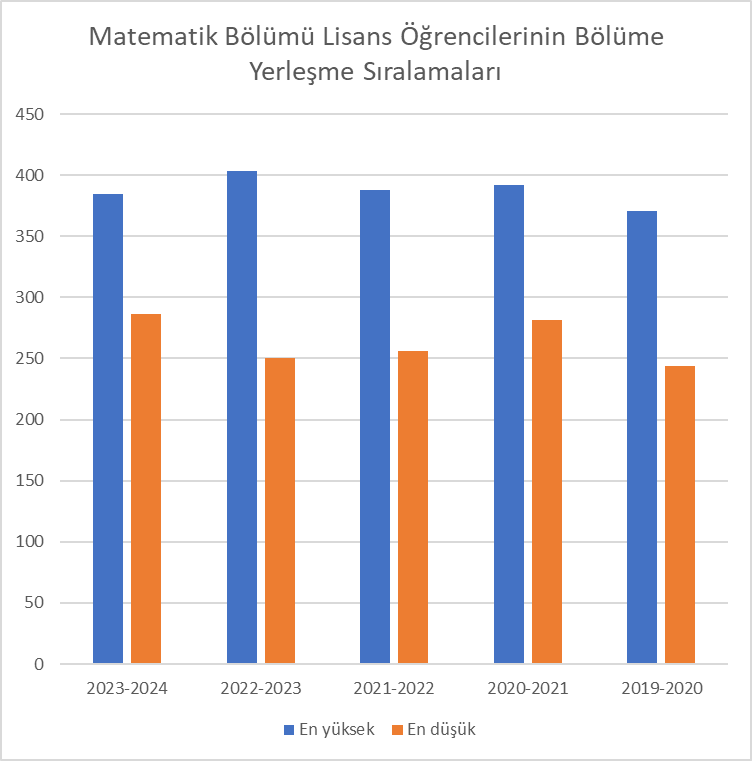 Matematik Bölümü Lisans Öğrencilerinin Bölüme
Yerleşme Sıralamaları
450
400
350
300
250
200
150
100
50
0
2023-2024 2022-2023 2021-2022 2020-2021 2019-2020
En yüksek En düşük